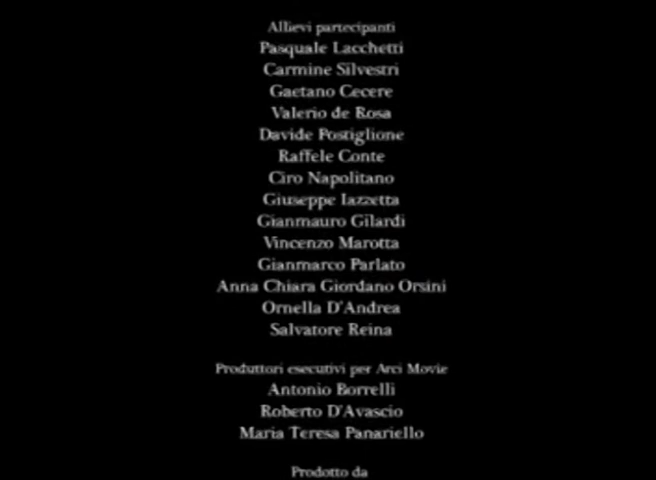 Allievi partecipanti
Pasquale Lacchetti
Carmine Silvestri
Gaetano Cecere
Valerio de Rosa
Davide Postiglione
Raffele Conte
Ciro Napolitano
Giuseppe Iazzetta
Gianmauro Gilardi
Vincenzo Marotta
Gianmarco Parlato
Anna Chiara Giordano Orsini
Ornella D'Andrea
Salvatore Reina
Produttori esecutivi per Arci Movie
Antonio Borrelli
Roberto D'Avascio
Maria Teresa Panariello
Prodotto da